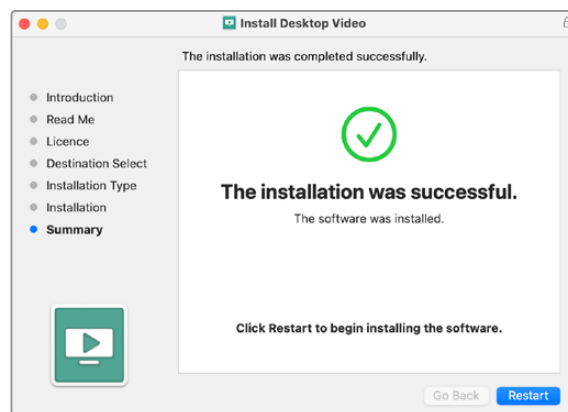 Install Desktop Video
The installation was completed successfully.
Introduction
Read Me
Licence
Destination Select
Installation Type
Installation
Summary
The installation was successful.
The software was installed.
Click Restart to begin installing the software.
Go Back
Restart